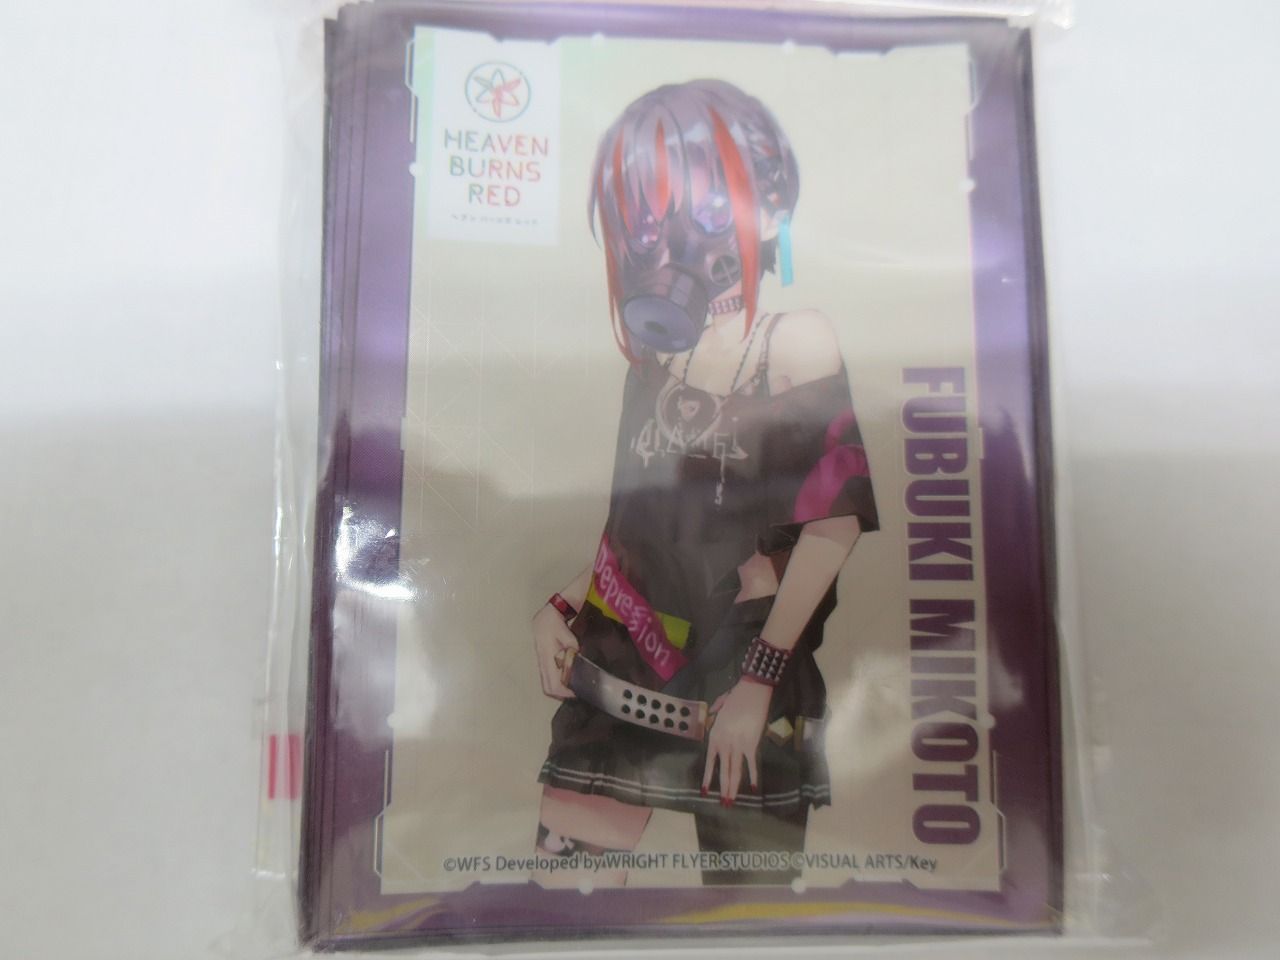 HEAVEN
BURNS
RED
ヘブンバーンズレッド
FUBUKI MIKOTO
Depression
©WFS Developed by WRIGHT FLYER STUDIOS ©VISUAL ARTS/Key